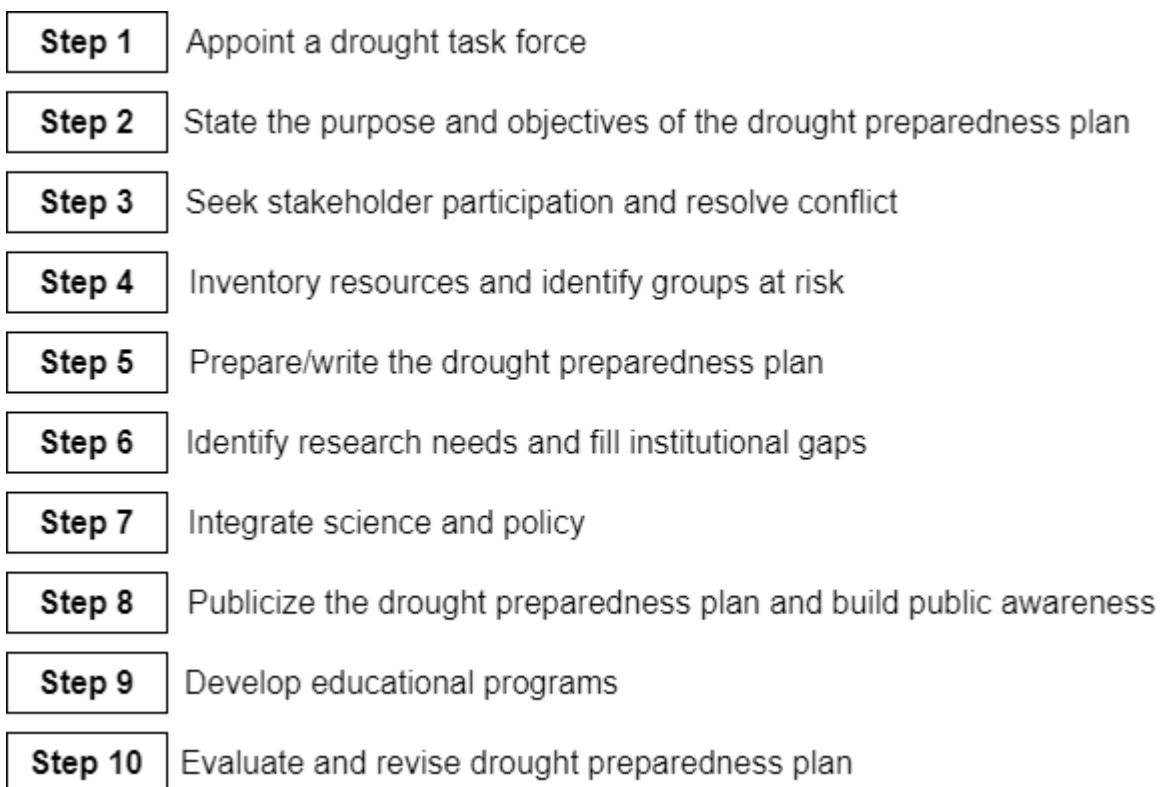 Step 1 Appoint a drought task force
Step 2 State the purpose and objectives of the drought preparedness plan
Step 3 Seek stakeholder participation and resolve conflict
Step 4 Inventory resources and identify groups at risk
Step 5 Prepare/write the drought preparedness plan
Step 6 Identify research needs and fill institutional gaps
Step 7 Integrate science and policy
Step 8 Publicize the drought preparedness plan and build public awareness
Step 9 Develop educational programs
Step 10 Evaluate and revise drought preparedness plan